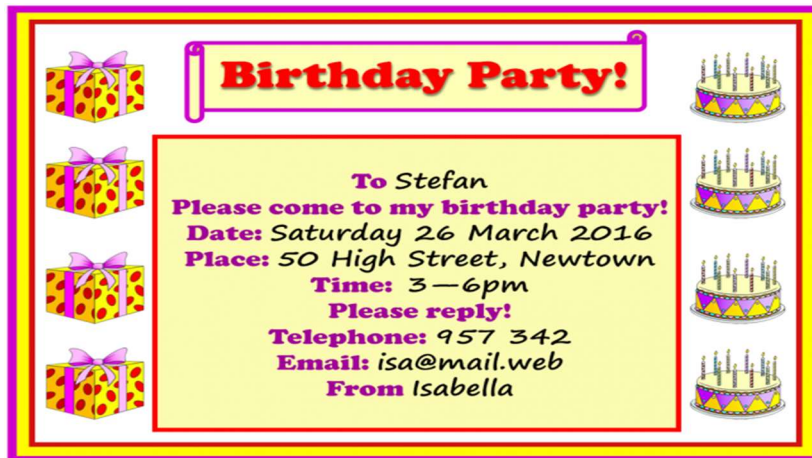 Birthday Party!
To Stefan
Please come to my birthday party!
Date: Saturday 26 March 2016
Place: 50 High Street, Newtown
Time: 3—6pm
Please reply!
Telephone: 957 342
Email: isa@mail.web
From Isabella